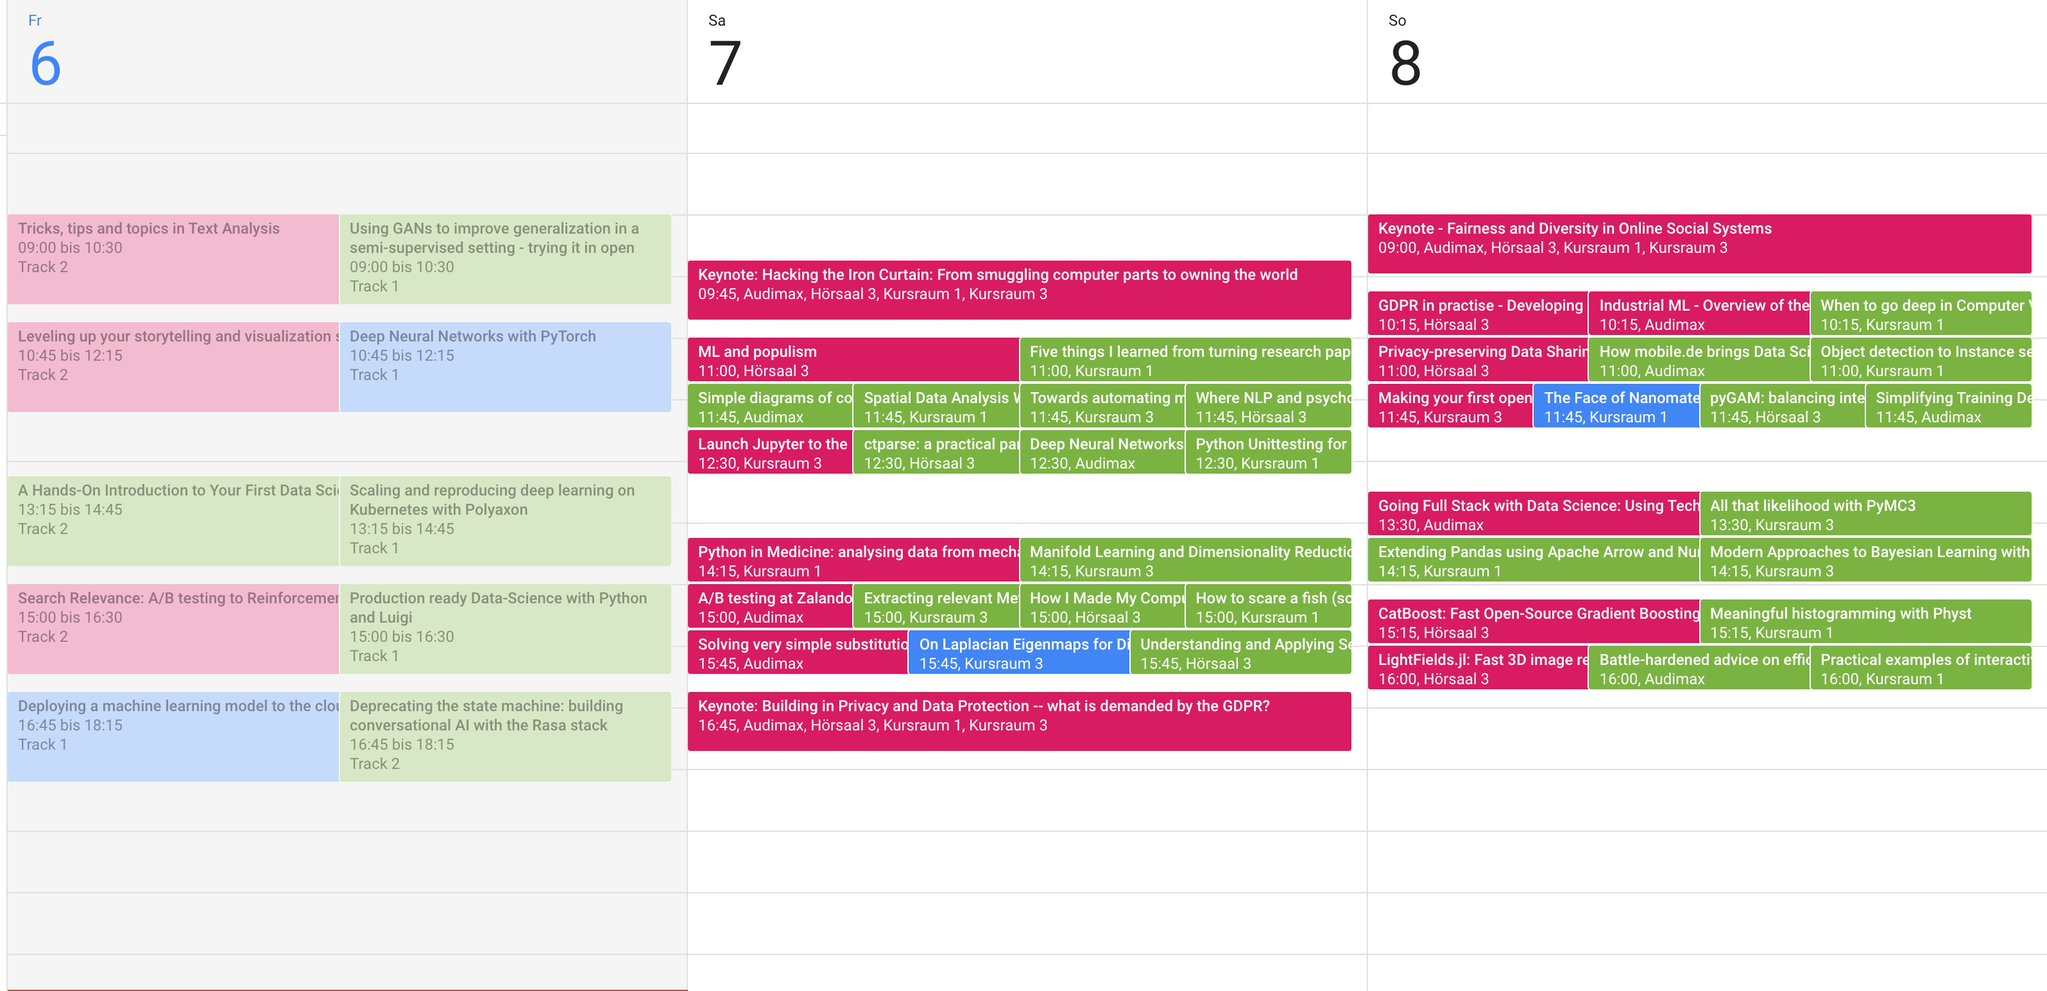 Fr
6
Tricks, tips and topics in Text Analysis
09:00 bis 10:30
Track 2
Using GANs to improve generalization in a
semi-supervised setting - trying it in open
09:00 bis 10:30
Track 1
Leveling up your storytelling and visualization s
10:45 bis 12:15
Track 2
Deep Neural Networks with PyTorch
10:45 bis 12:15
Track 1
A Hands-On Introduction to Your First Data Scie
13:15 bis 14:45
Track 2
Scaling and reproducing deep learning on
Kubernetes with Polyaxon
13:15 bis 14:45
Track 1
Search Relevance: A/B testing to Reinforcemen
15:00 bis 16:30
Track 2
Production ready Data-Science with Python
and Luigi
15:00 bis 16:30
Track 1
Deploying a machine learning model to the clou
16:45 bis 18:15
Track 1
Deprecating the state machine: building
conversational AI with the Rasa stack
16:45 bis 18:15
Track 2
Sa
7
Keynote: Hacking the Iron Curtain: From smuggling computer parts to owning the world
09:45, Audimax, Hörsaal 3, Kursraum 1, Kursraum 3
ML and populism
11:00, Hörsaal 3
Five things I learned from turning research pap
11:00, Kursraum 1
Simple diagrams of co
11:45, Audimax
Spatial Data Analysis W
11:45, Kursraum 1
Towards automating m
11:45, Kursraum 3
Where NLP and psycho
11:45, Hörsaal 3
Launch Jupyter to the
12:30, Kursraum 3
ctparse: a practical par
12:30, Hörsaal 3
Deep Neural Networks
12:30, Audimax
Python Unittesting for
12:30, Kursraum 1
Python in Medicine: analysing data from mecha
14:15, Kursraum 1
Manifold Learning and Dimensionality Reductio
14:15, Kursraum 3
A/B testing at Zalando
15:00, Audimax
Extracting relevant Met
15:00, Kursraum 3
How I Made My Compu
15:00, Hörsaal 3
How to scare a fish (sc
15:00, Kursraum 1
Solving very simple substitutio
15:45, Audimax
On Laplacian Eigenmaps for Di
15:45, Kursraum 3
Understanding and Applying Se
15:45, Hörsaal 3
Keynote: Building in Privacy and Data Protection -- what is demanded by the GDPR?
16:45, Audimax, Hörsaal 3, Kursraum 1, Kursraum 3
So
8
Keynote - Fairness and Diversity in Online Social Systems
09:00, Audimax, Hörsaal 3, Kursraum 1, Kursraum 3
GDPR in practise - Developing
10:15, Hörsaal 3
Industrial ML - Overview of the
10:15, Audimax
When to go deep in Computer V
10:15, Kursraum 1
Privacy-preserving Data Sharin
11:00, Hörsaal 3
How mobile.de brings Data Sci
11:00, Audimax
Object detection to Instance se
11:00, Kursraum 1
Making your first open
11:45, Kursraum 3
The Face of Nanomate
11:45, Kursraum 1
pyGAM: balancing inte
11:45, Hörsaal 3
Simplifying Training De
11:45, Audimax
Going Full Stack with Data Science: Using Tech
13:30, Audimax
All that likelihood with PyMC3
13:30, Kursraum 3
Extending Pandas using Apache Arrow and Nu
14:15, Kursraum 1
Modern Approaches to Bayesian Learning with
14:15, Kursraum 3
CatBoost: Fast Open-Source Gradient Boosting
15:15, Hörsaal 3
Meaningful histogramming with Physt
15:15, Kursraum 1
LightFields.jl: Fast 3D image re
16:00, Hörsaal 3
Battle-hardened advice on effic
16:00, Audimax
Practical examples of interacti
16:00, Kursraum 1